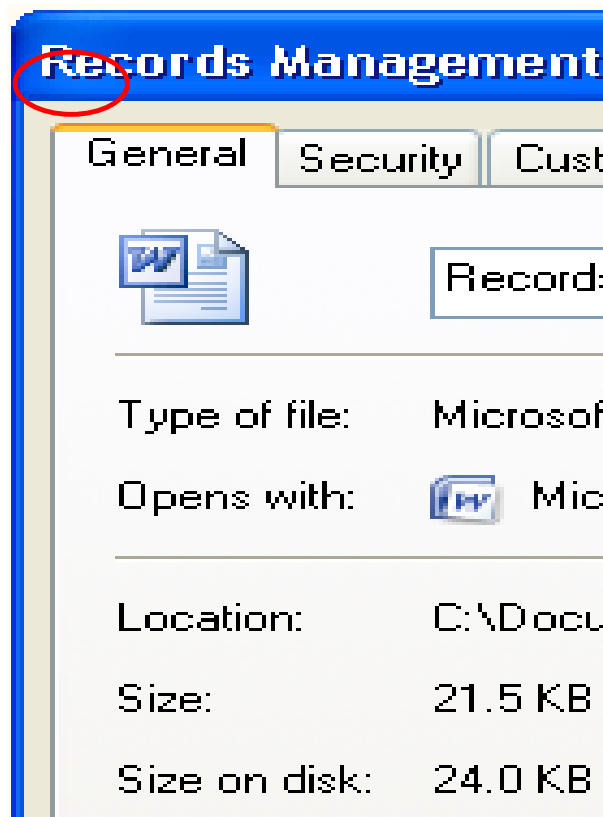 Records Management
General Security Cust
Records
Type of file: Microsof
Opens with: Mic
Location: C:\Docu
Size: 21.5 KB
Size on disk: 24.0 KB